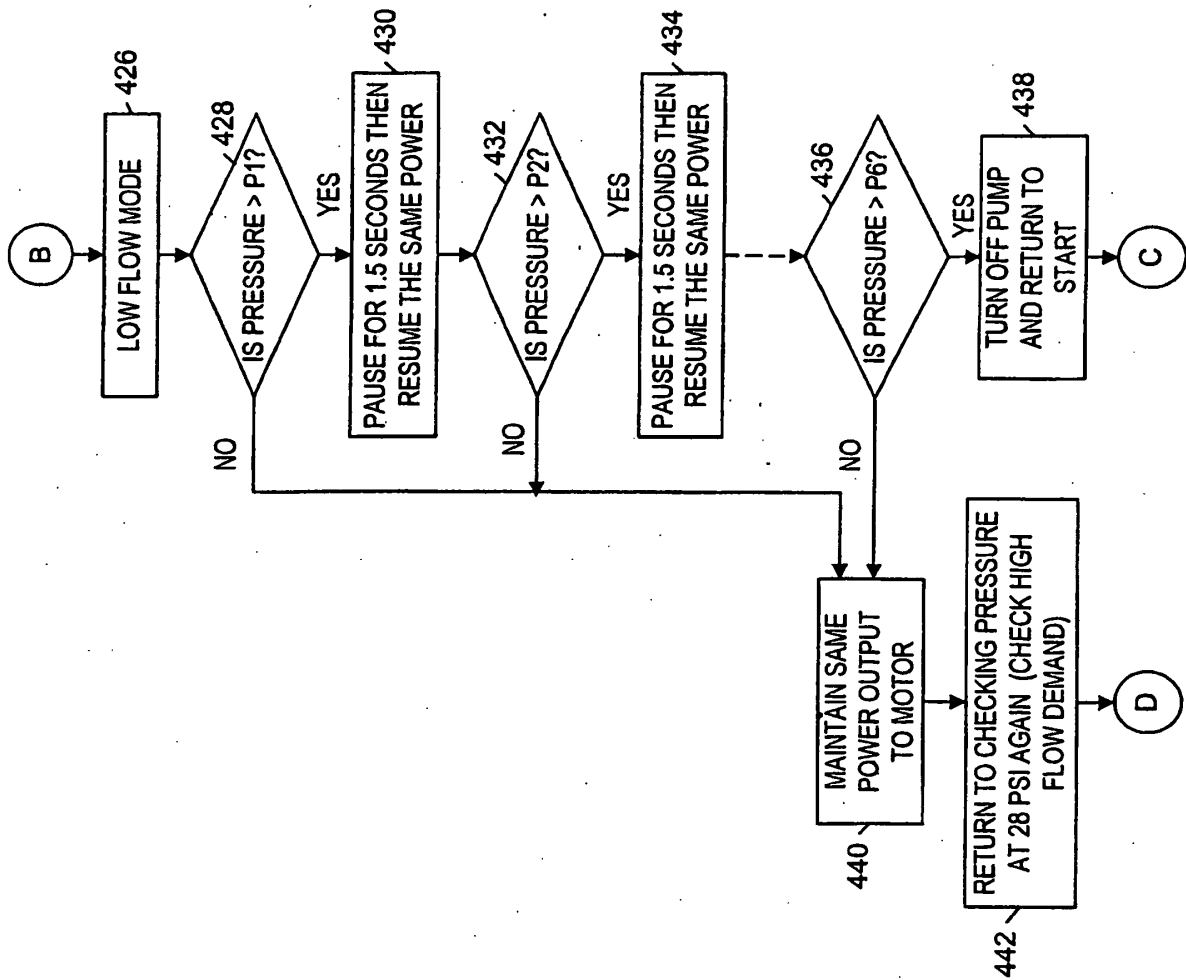 B
426
LOW FLOW MODE
428
IS PRESSURE > P1?
NO
YES
430
PAUSE FOR 1.5 SECONDS THEN
RESUME THE SAME POWER
432
IS PRESSURE > P2?
NO
YES
434
PAUSE FOR 1.5 SECONDS THEN
RESUME THE SAME POWER
436
IS PRESSURE > P6?
NO
YES
438
TURN OFF PUMP
AND RETURN TO
START
C
MAINTAIN SAME
POWER OUTPUT
TO MOTOR
440
RETURN TO CHECKING PRESSURE
AT 28 PSI AGAIN (CHECK HIGH
FLOW DEMAND)
442
D